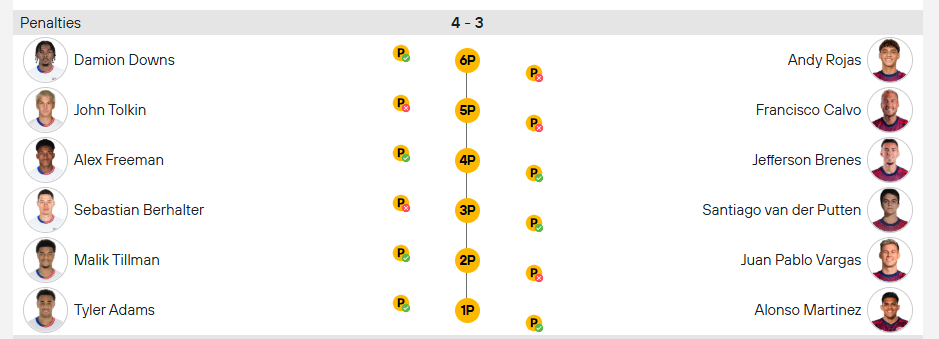 Penalties 4 - 3
Damion Downs P 6P P Andy Rojas
John Tolkin P 5P P Francisco Calvo
Alex Freeman P 4P P Jefferson Brenes
Sebastian Berhalter P 3P P Santiago van der Putten
Malik Tillman P 2P P Juan Pablo Vargas
Tyler Adams P 1P P Alonso Martinez